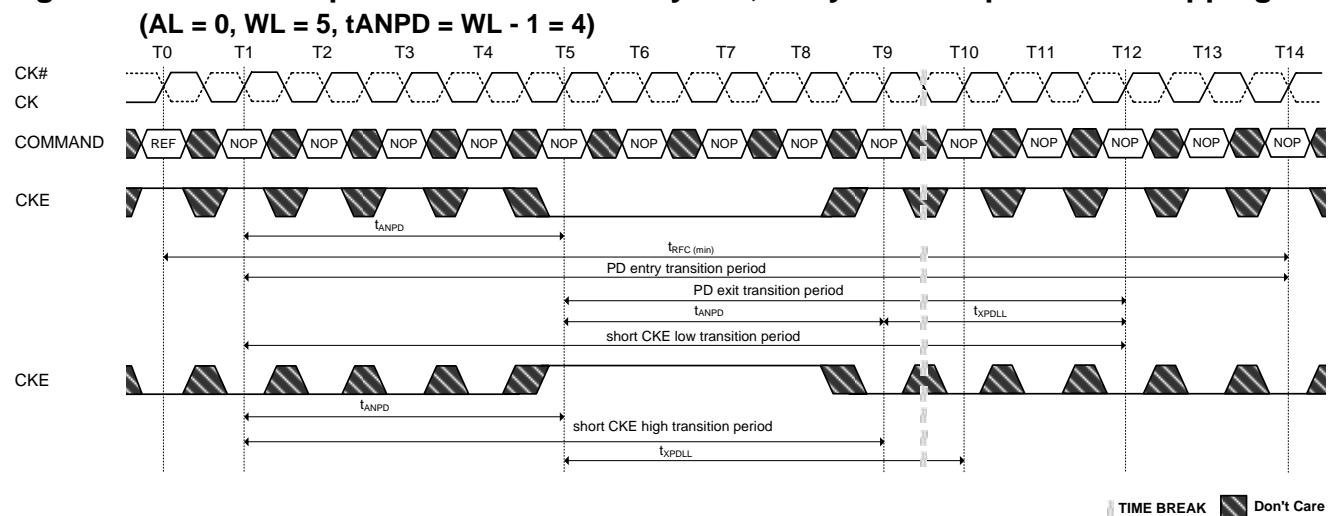 (AL = 0, WL = 5, tANPD = WL - 1 = 4)
T0 T1 T2 T3 T4 T5 T6 T7 T8 T9 T10 T11 T12 T13 T14
CK#
CK
COMMAND REF NOP NOP NOP NOP NOP NOP NOP NOP NOP NOP NOP NOP NOP NOP
CKE
tANPD
tRFC (min)
PD entry transition period
PD exit transition period
tANPD tXPDLL
short CKE low transition period
CKE
tANPD
short CKE high transition period
tXPDLL
TIME BREAK Don't Care